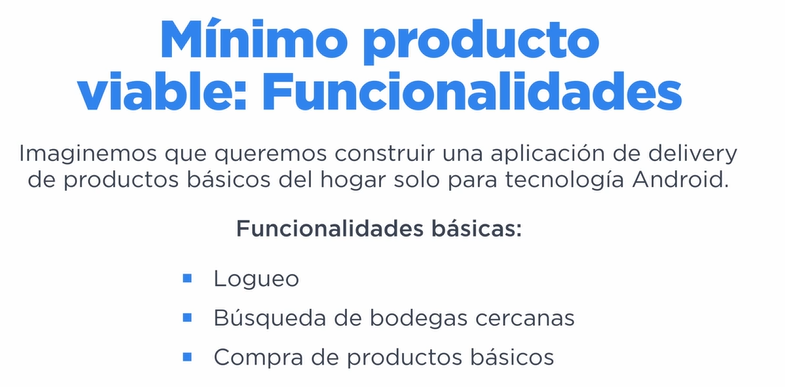 Mínimo producto
viable: Funcionalidades
Imaginemos que queremos construir una aplicación de delivery
de productos básicos del hogar solo para tecnología Android.
Funcionalidades básicas:
Logueo
Búsqueda de bodegas cercanas
Compra de productos básicos